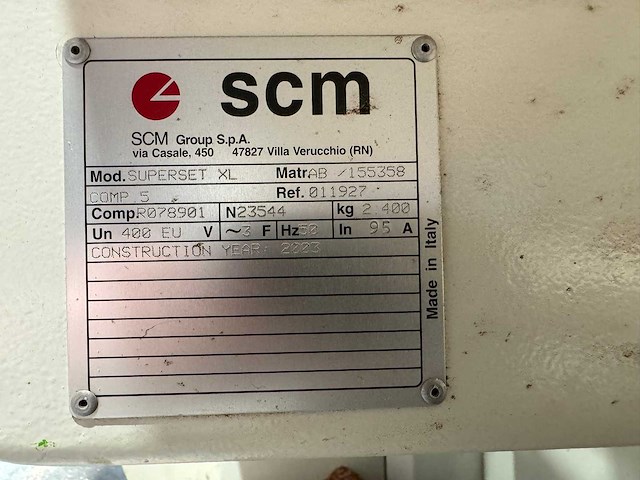 scm
SCM Group S.p.A.
via Casale, 450 47827 Villa Verucchio (RN)
Mod. SUPERSET XL Matr. AB /155358
COMP 5 Ref. 011927
Comp. R078901 N23544 kg 2.400
Un 400 EU V ~3 F Hz 50 In 95 A
CONSTRUCTION YEAR: 2003
Made in Italy